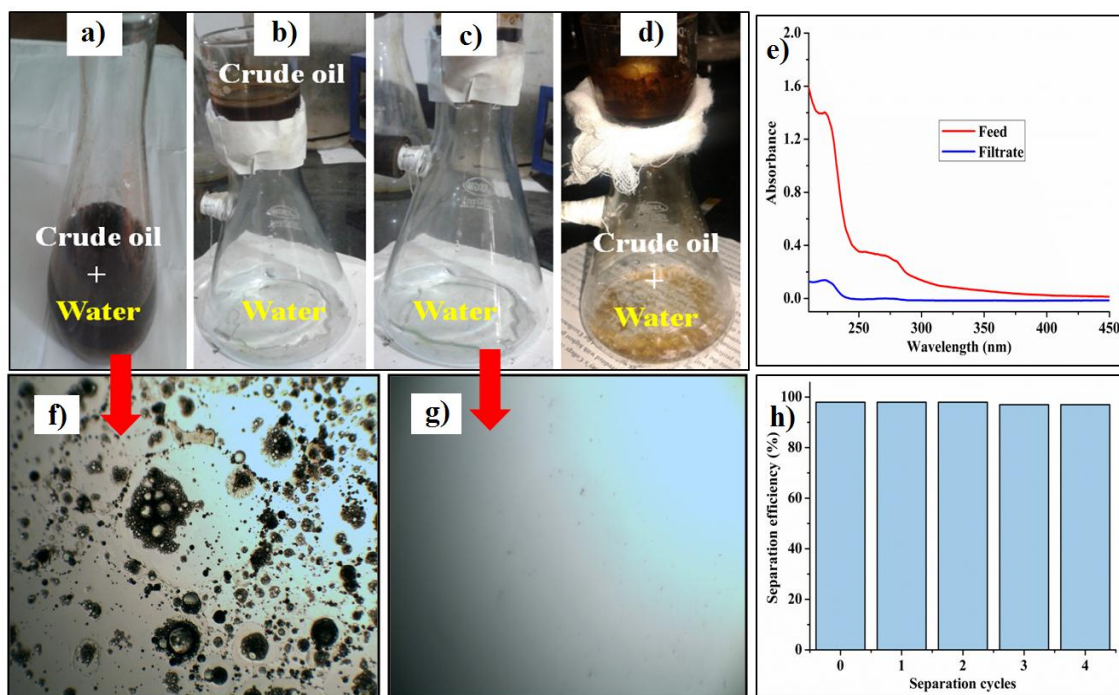 a)
b)
c)
d)
Crude oil
+
Water
Crude oil
Water
Water
Crude oil
+
Water
e)
2.0
1.6
1.2
0.8
0.4
0.0
Absorbance
Feed
Filtrate
250
300
350
400
450
Wavelength (nm)
f)
g)
h)
100
80
60
40
20
0
Separation efficiency (%)
0
1
2
3
4
Separation cycles